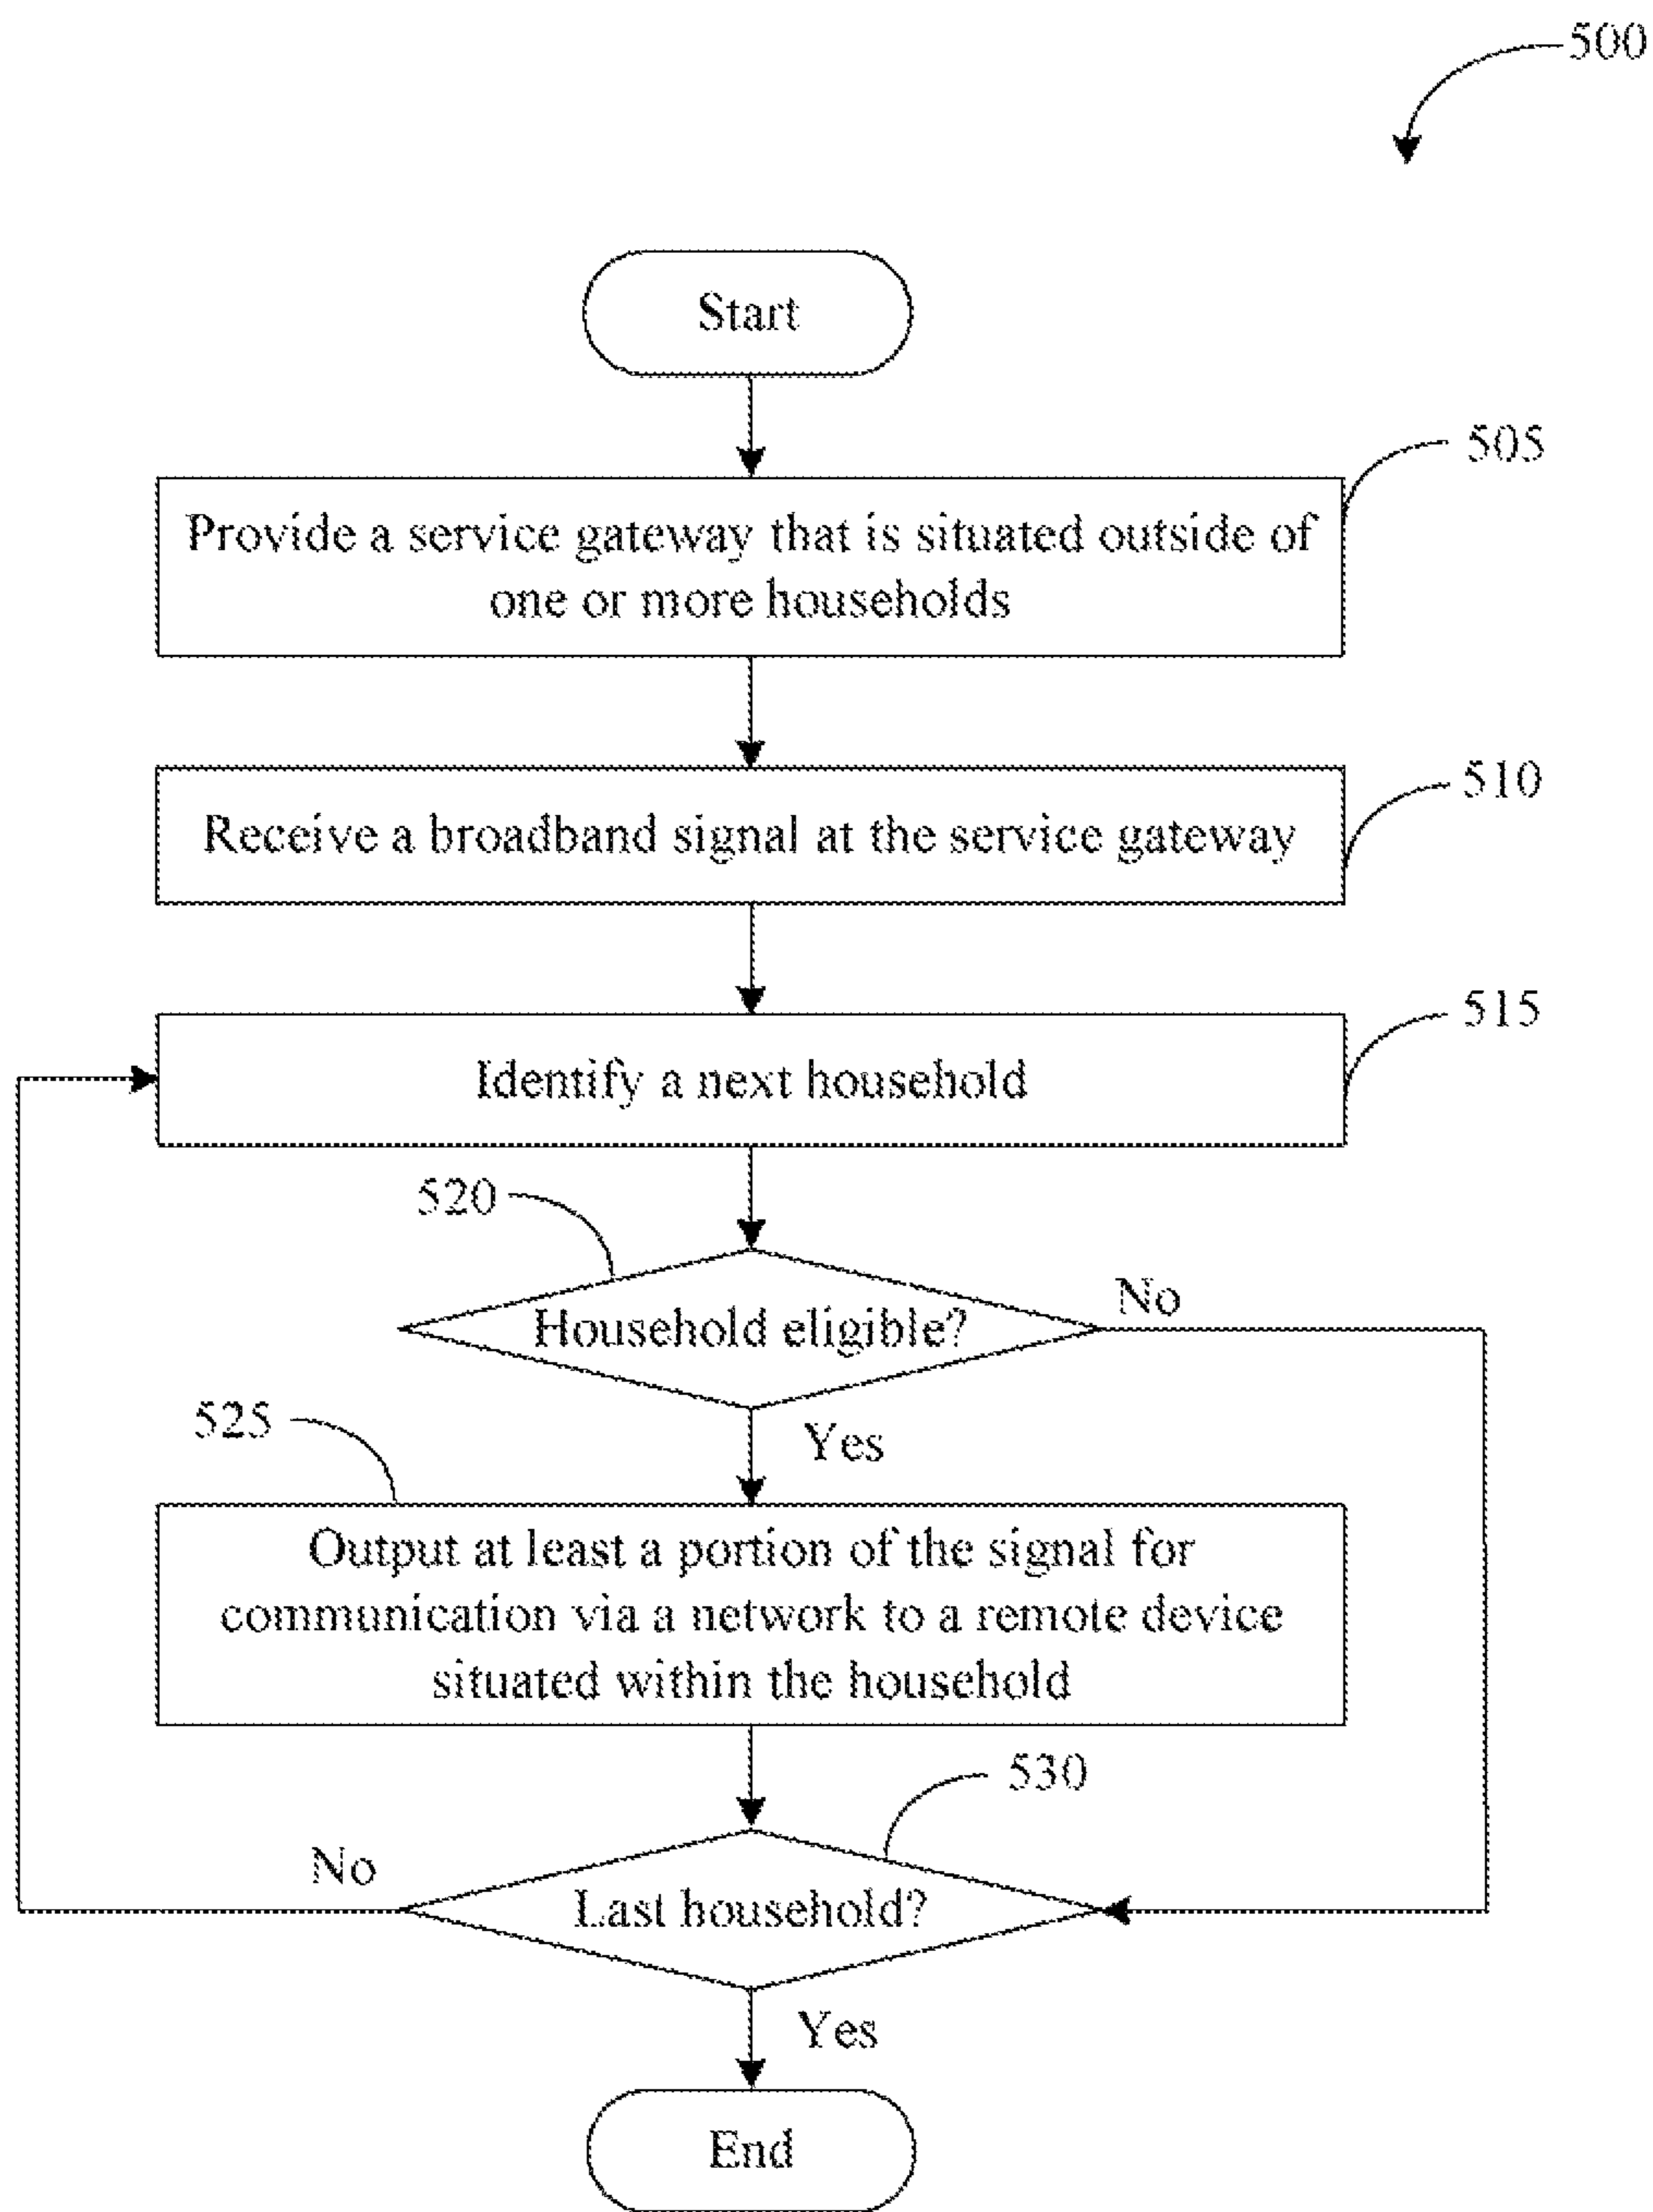 500
Start
505
Provide a service gateway that is situated outside of
one or more households
510
Receive a broadband signal at the service gateway
515
Identify a next household
520
Household eligible?
No
525
Yes
Output at least a portion of the signal for
communication via a network to a remote device
situated within the household
530
No
Last household?
Yes
End